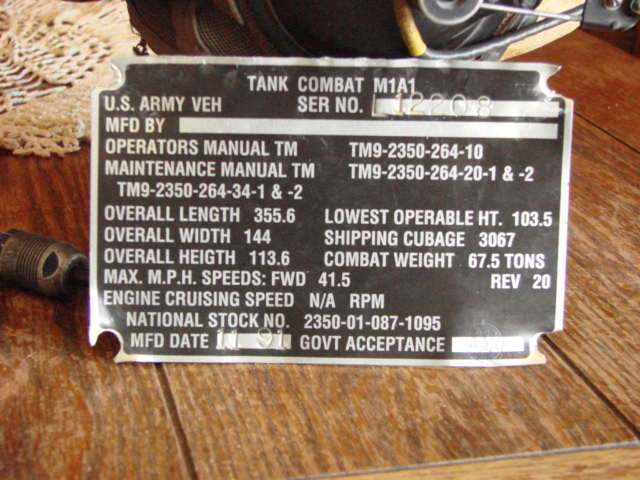 TANK COMBAT M1A1
U.S. ARMY VEH SER NO. L12208
MFD BY
OPERATORS MANUAL TM TM9-2350-264-10
MAINTENANCE MANUAL TM TM9-2350-264-20-1 & -2
TM9-2350-264-34-1 & -2
OVERALL LENGTH 355.6 LOWEST OPERABLE HT. 103.5
OVERALL WIDTH 144 SHIPPING CUBAGE 3067
OVERALL HEIGTH 113.6 COMBAT WEIGHT 67.5 TONS
MAX. M.P.H. SPEEDS: FWD 41.5 REV 20
ENGINE CRUISING SPEED N/A RPM
NATIONAL STOCK NO. 2350-01-087-1095
MFD DATE 11 91 GOVT ACCEPTANCE